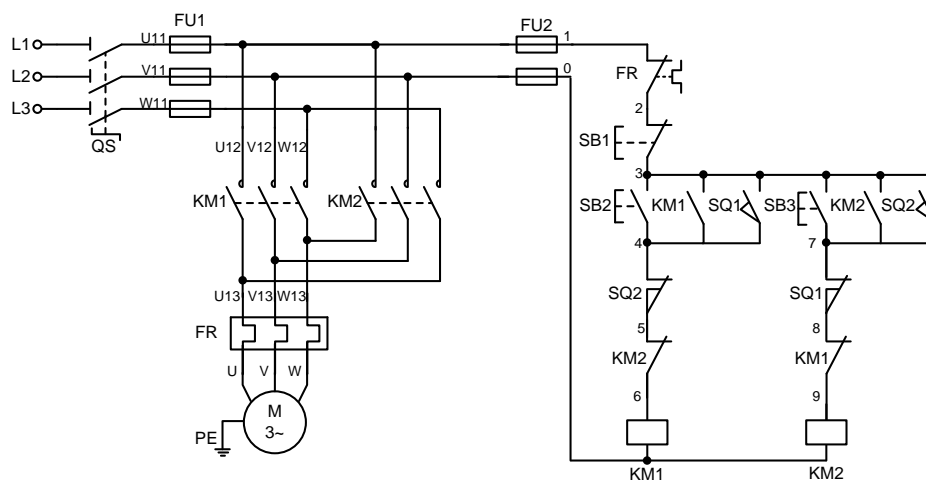 FU1
FU2
L1
U11
1
L2
V11
0
FR
L3
W11
2
QS
SB1
U12 V12 W12
3
KM1
KM2
SB2
KM1
SQ1
SB3
KM2
SQ2
4
7
U13 V13 W13
SQ2
SQ1
FR
5
8
KM2
KM1
U
V
W
6
9
M
3~
PE
KM1
KM2